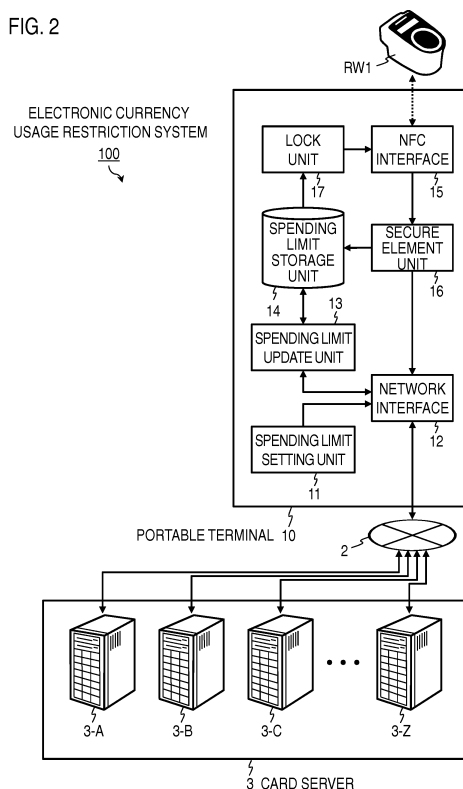 FIG. 2
RW1
ELECTRONIC CURRENCY
USAGE RESTRICTION SYSTEM
100
LOCK
UNIT
17
NFC
INTERFACE
15
SPENDING
LIMIT
STORAGE
UNIT
14
SECURE
ELEMENT
UNIT
16
13
SPENDING LIMIT
UPDATE UNIT
NETWORK
INTERFACE
12
SPENDING LIMIT
SETTING UNIT
11
PORTABLE TERMINAL 10
2
3-A
3-B
3-C
3-Z
3 CARD SERVER